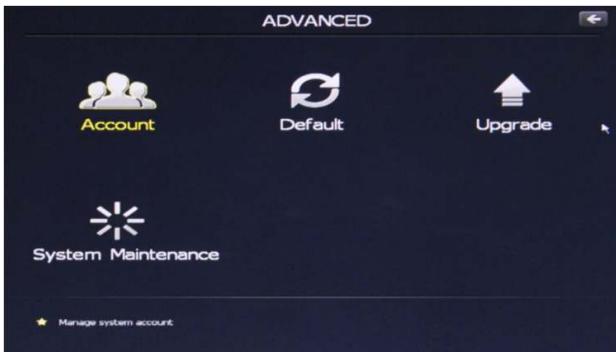 ADVANCED
Account
Default
Upgrade
System Maintenance
Manage system account